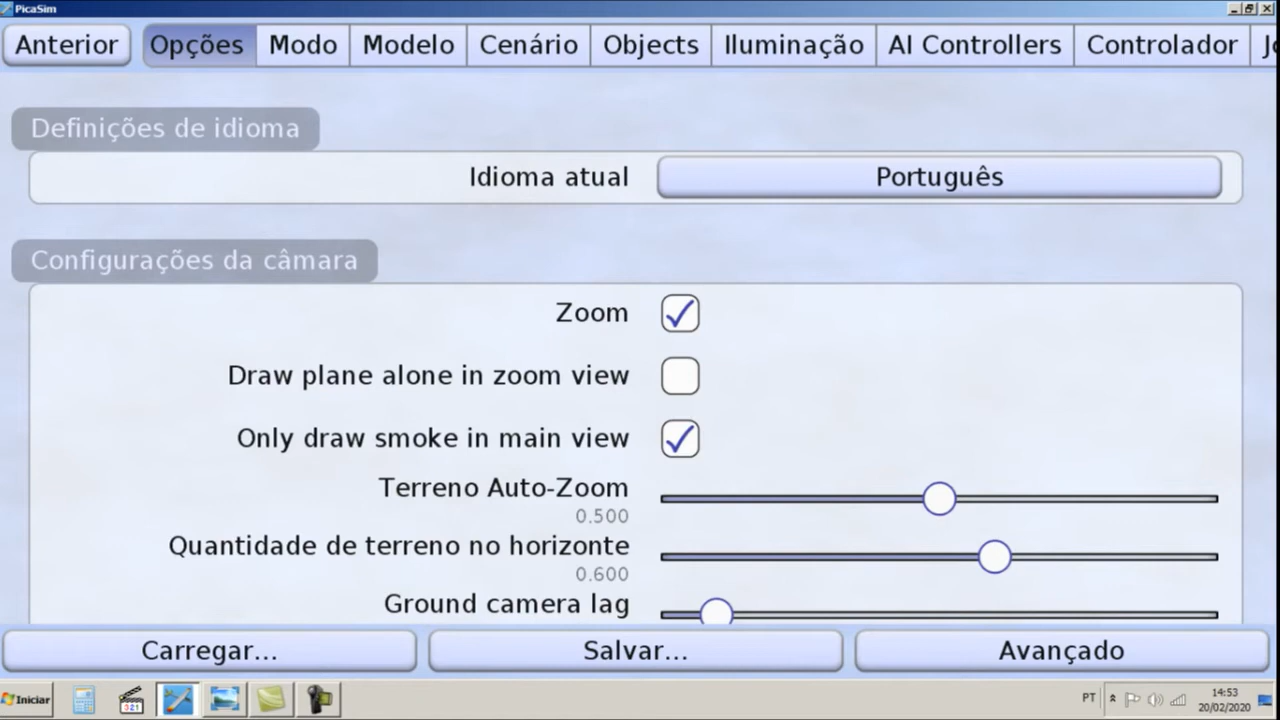 PicaSim
Anterior Opções Modo Modelo Cenário Objects Iluminação AI Controllers Controlador
Definições de idioma
Idioma atual Português
Configurações da câmara
Zoom
Draw plane alone in zoom view
Only draw smoke in main view
Terreno Auto-Zoom
0.500
Quantidade de terreno no horizonte
0.600
Ground camera lag
Carregar... Salvar... Avançado
Iniciar 321 PT 14:53
20/02/2020